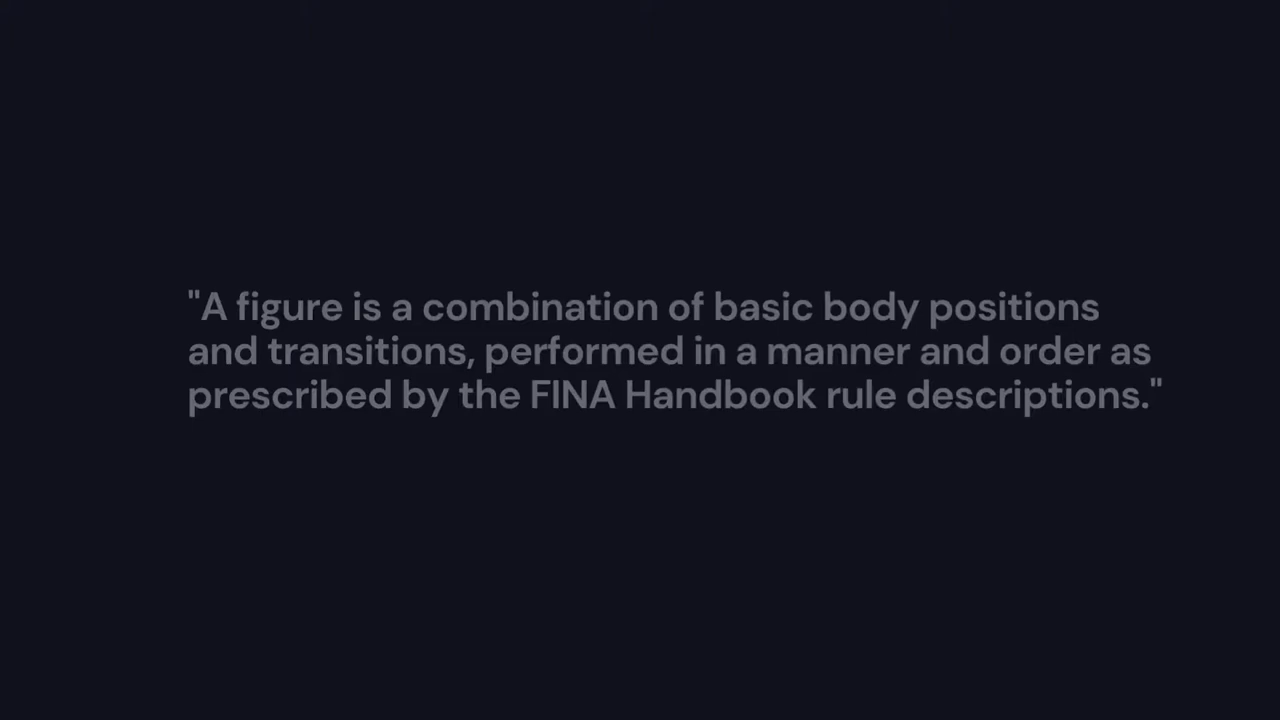 "A figure is a combination of basic body positions
and transitions, performed in a manner and order as
prescribed by the FINA Handbook rule descriptions."